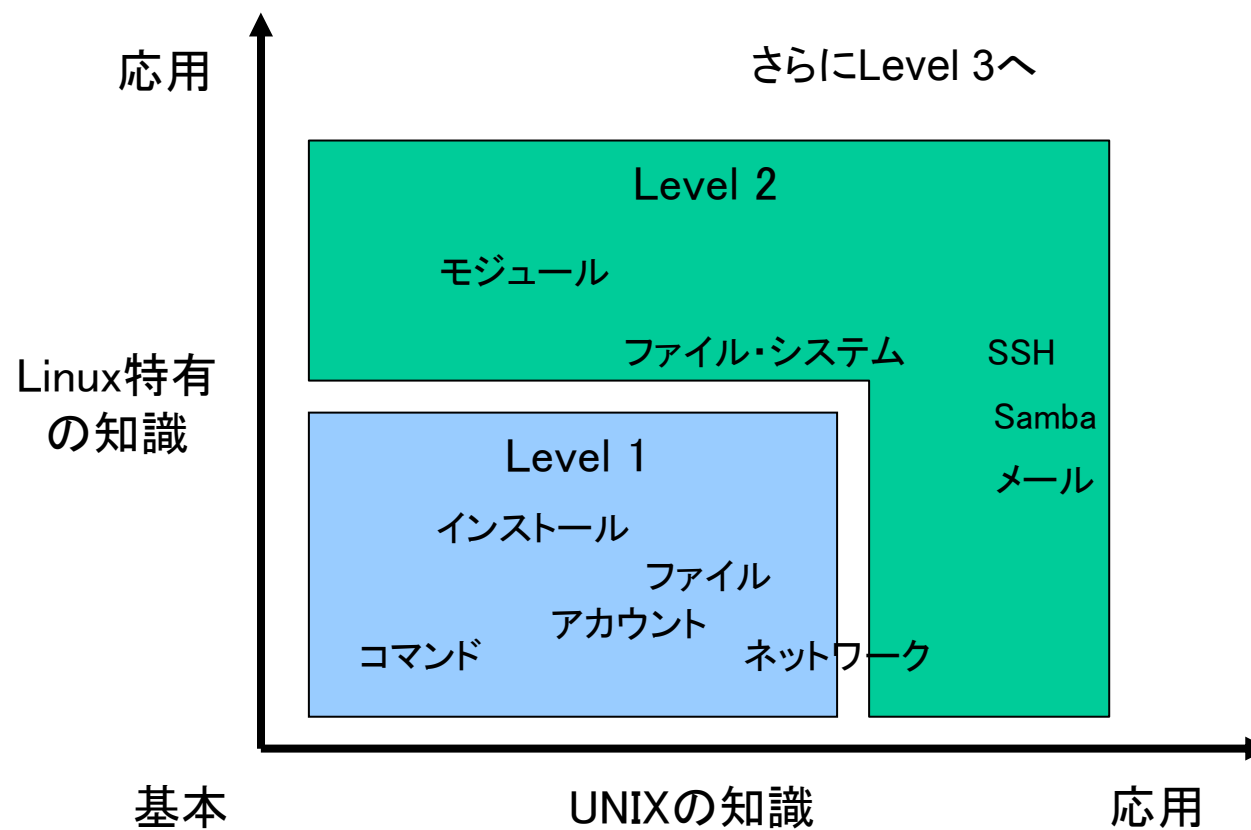 応用
さらにLevel 3へ
Level 2
モジュール
ファイル・システム
SSH
Linux特有
の知識
Samba
メール
Level 1
インストール
ファイル
アカウント
コマンド
ネットワーク
基本
UNIXの知識
応用